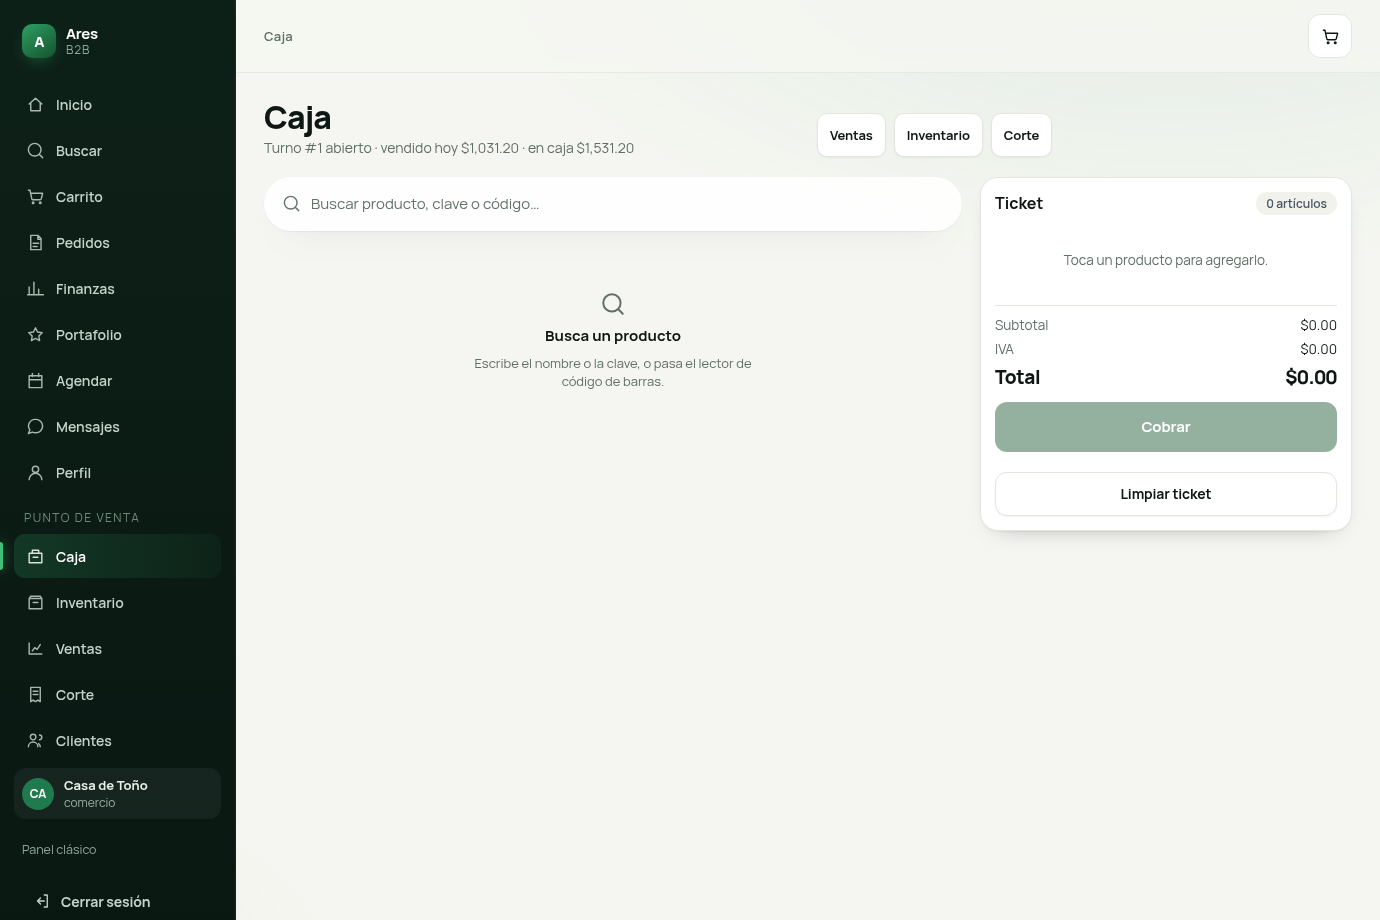 A
Ares
B2B
Inicio
Buscar
Carrito
Pedidos
Finanzas
Portafolio
Agendar
Mensajes
Perfil
PUNTO DE VENTA
Caja
Inventario
Ventas
Corte
Clientes
CA
Casa de Toño
comercio
Panel clásico
Cerrar sesión
Caja
Caja
Turno #1 abierto · vendido hoy $1,031.20 · en caja $1,531.20
Ventas
Inventario
Corte
Buscar producto, clave o código...
Busca un producto
Escribe el nombre o la clave, o pasa el lector de
código de barras.
Ticket
0 artículos
Toca un producto para agregarlo.
Subtotal $0.00
IVA $0.00
Total $0.00
Cobrar
Limpiar ticket